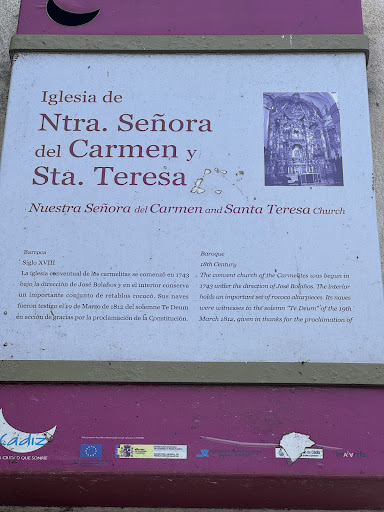 Iglesia de
Ntra. Señora
del Carmen y
Sta. Teresa
Nuestra Señora del Carmen and Santa Teresa Church
Barroco
Siglo XVIII
La iglesia conventual de los carmelitas se comenzó en 1743
bajo la dirección de José Bolaños y en el interior conserva
un importante conjunto de retablos rococó. Sus naves
fueron testigo el 19 de Marzo de 1812 del solemne Te Deum
en acción de gracias por la proclamación de la Constitución.
Baroque
18th Century
The convent church of the Carmelites was begun in
1743 under the direction of José Bolaños. The interior
holds an important set of rococo altarpieces. Its naves
were witnesses to the solemn "Te Deum" of the 19th
March 1812, given in thanks for the proclamation of
Cádiz
QUE SONRÍE